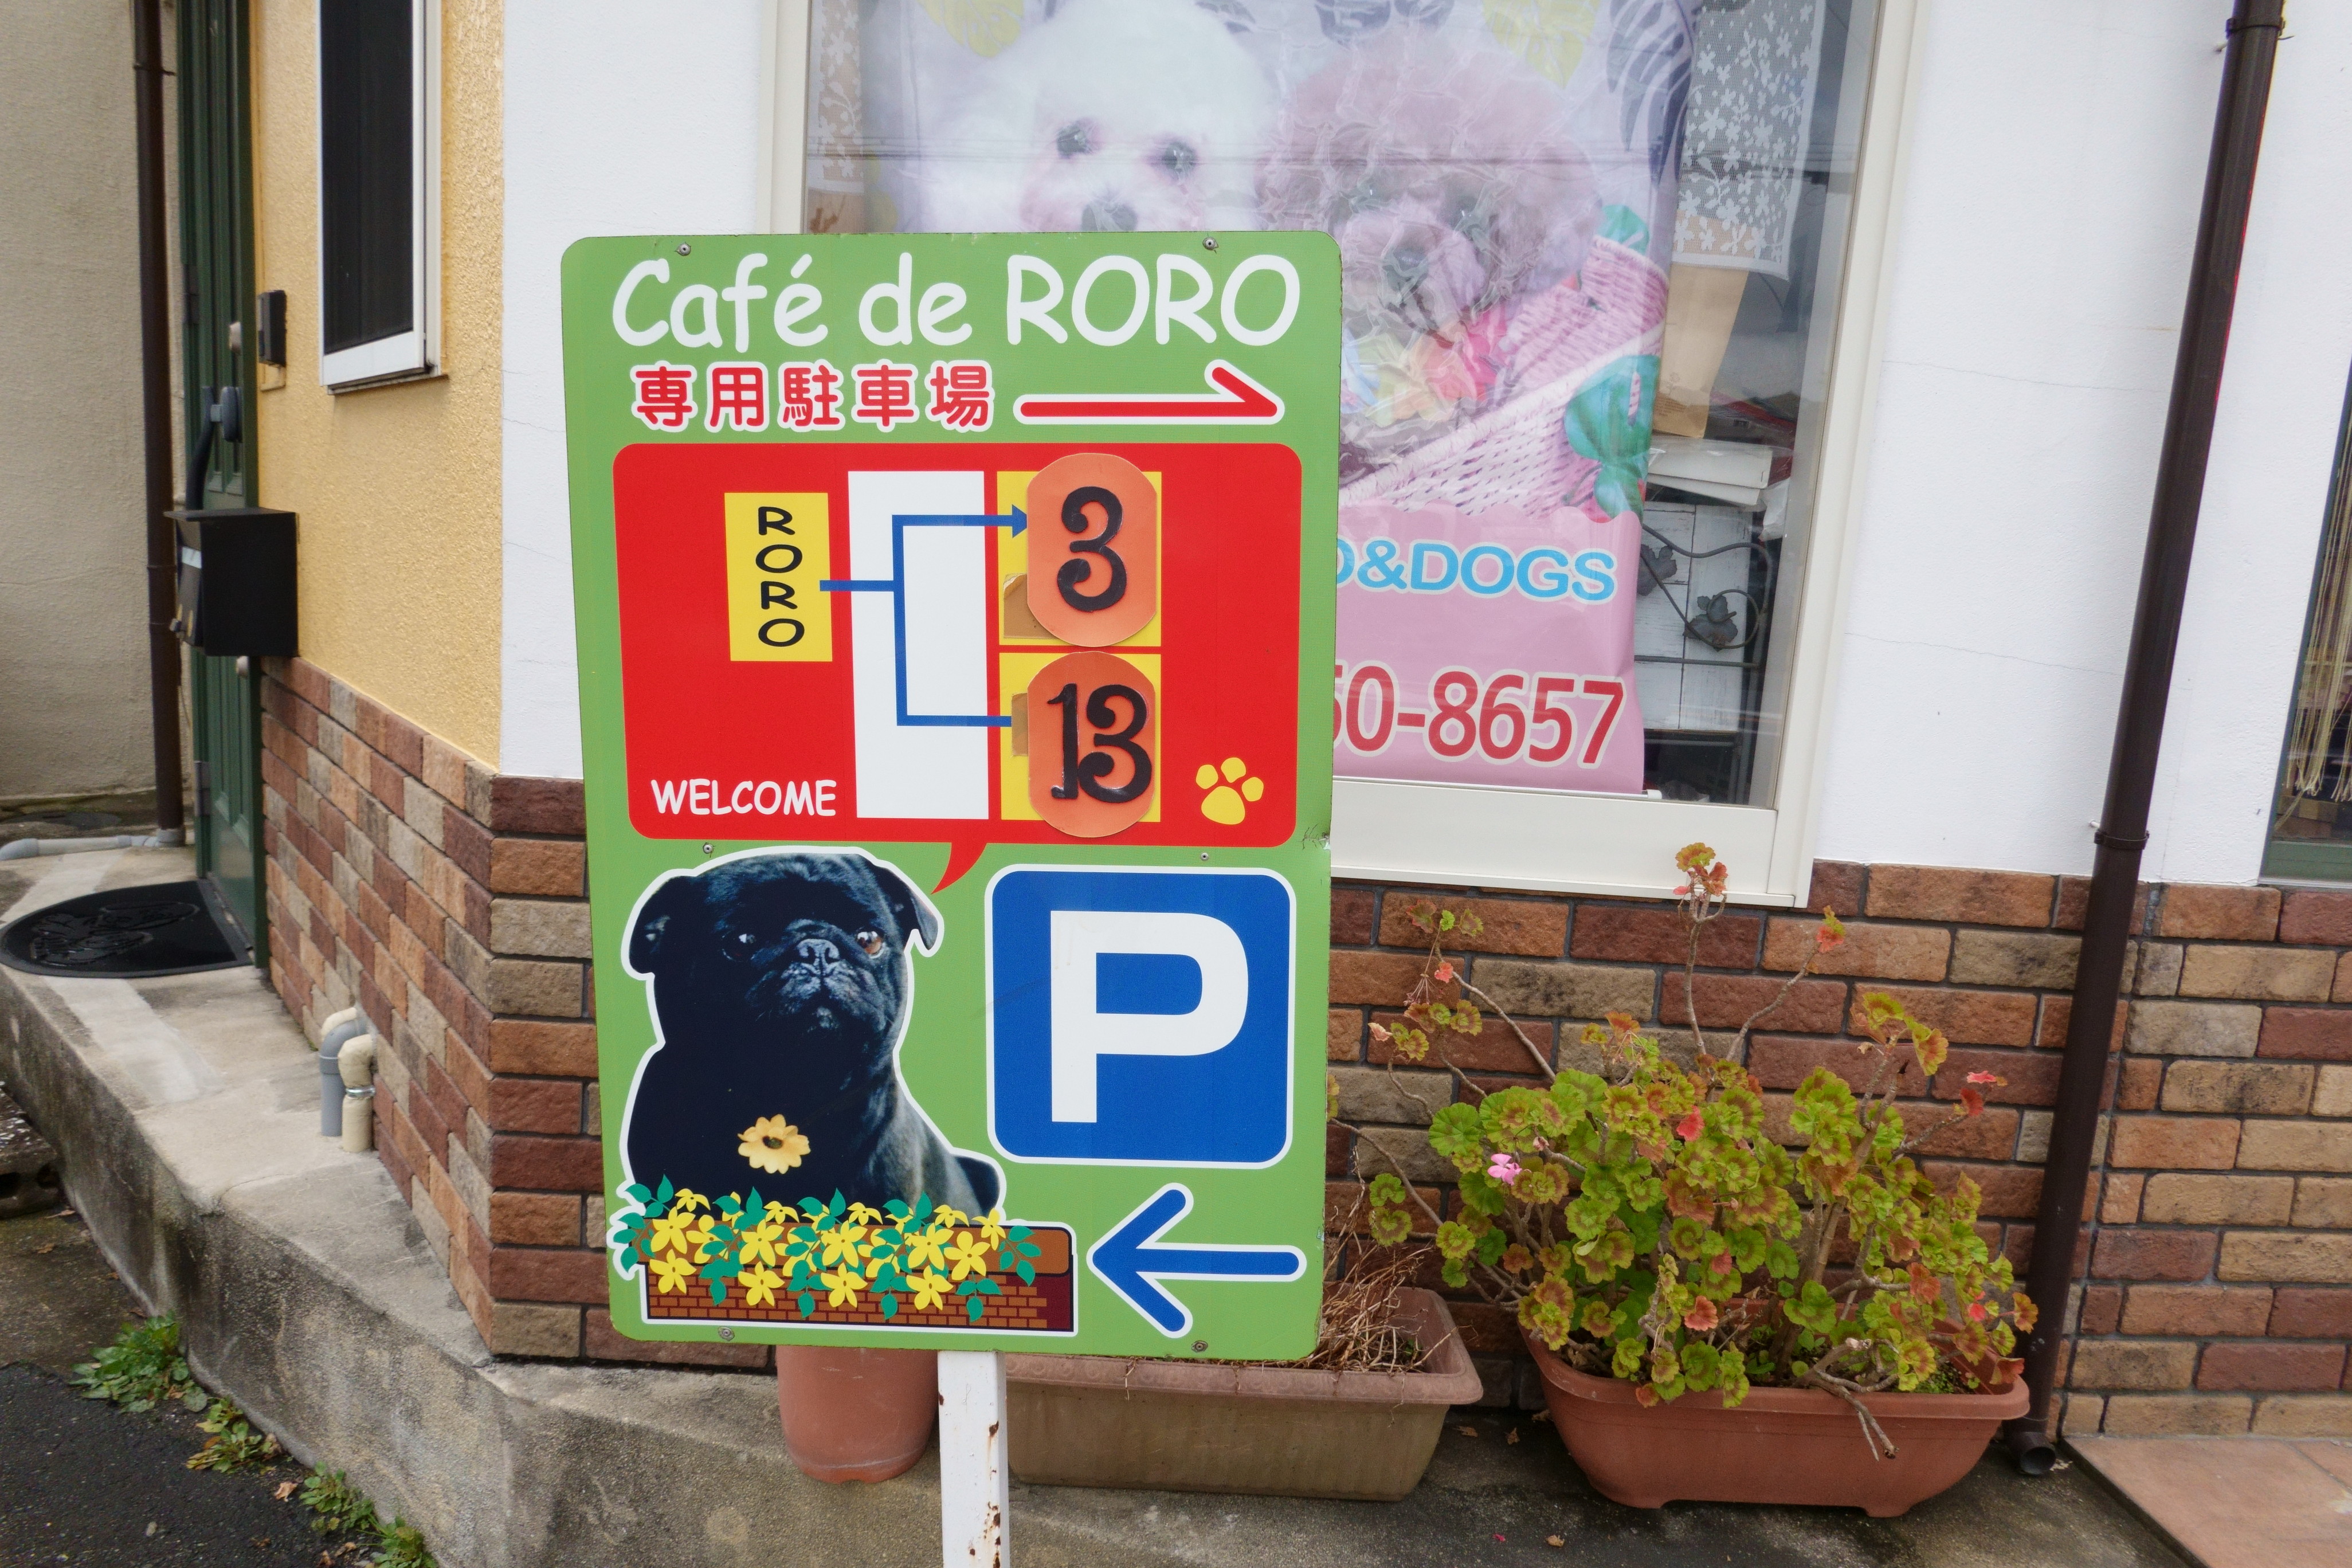 Café de RORO
専用駐車場
RORO
3
13
WELCOME
P
&DOGS
50-8657